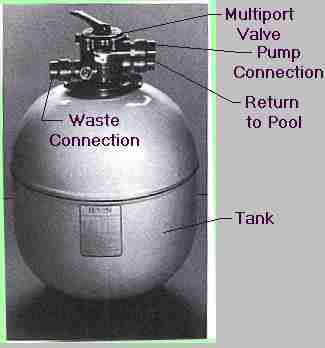 Multiport
Valve
Pump
Connection
Return
to Pool
Waste
Connection
Tank